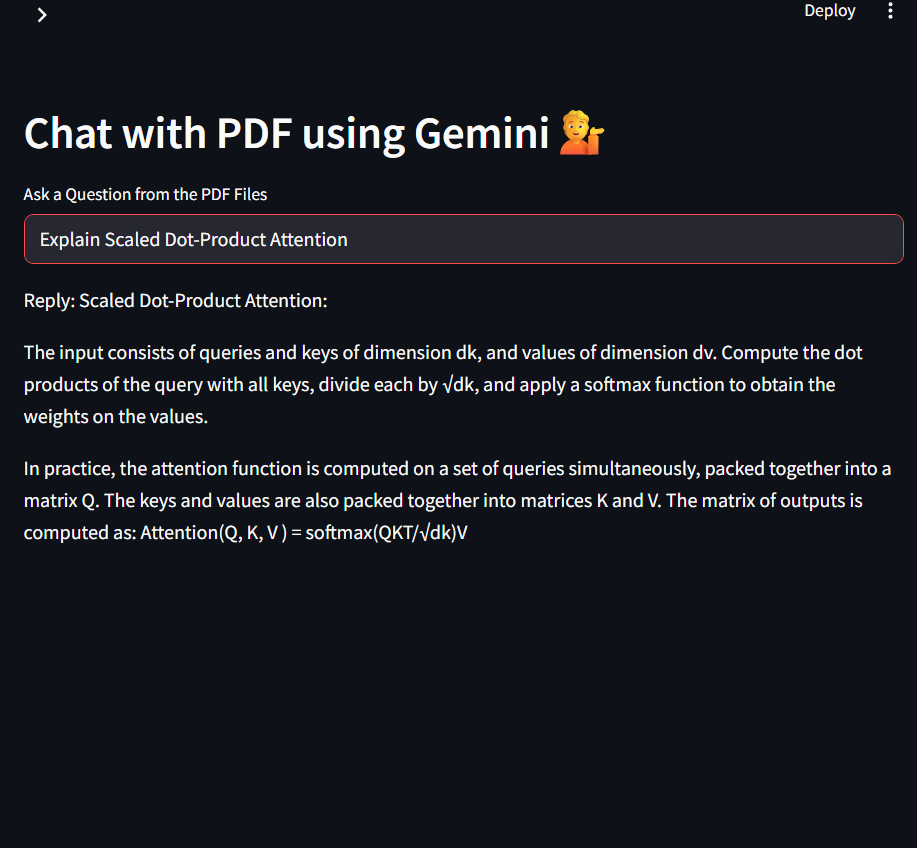 Deploy
Chat with PDF using Gemini 💁
Ask a Question from the PDF Files
Explain Scaled Dot-Product Attention
Reply: Scaled Dot-Product Attention:
The input consists of queries and keys of dimension dk, and values of dimension dv. Compute the dot
products of the query with all keys, divide each by √dk, and apply a softmax function to obtain the
weights on the values.
In practice, the attention function is computed on a set of queries simultaneously, packed together into a
matrix Q. The keys and values are also packed together into matrices K and V. The matrix of outputs is
computed as: Attention(Q, K, V ) = softmax(QKT/√dk)V